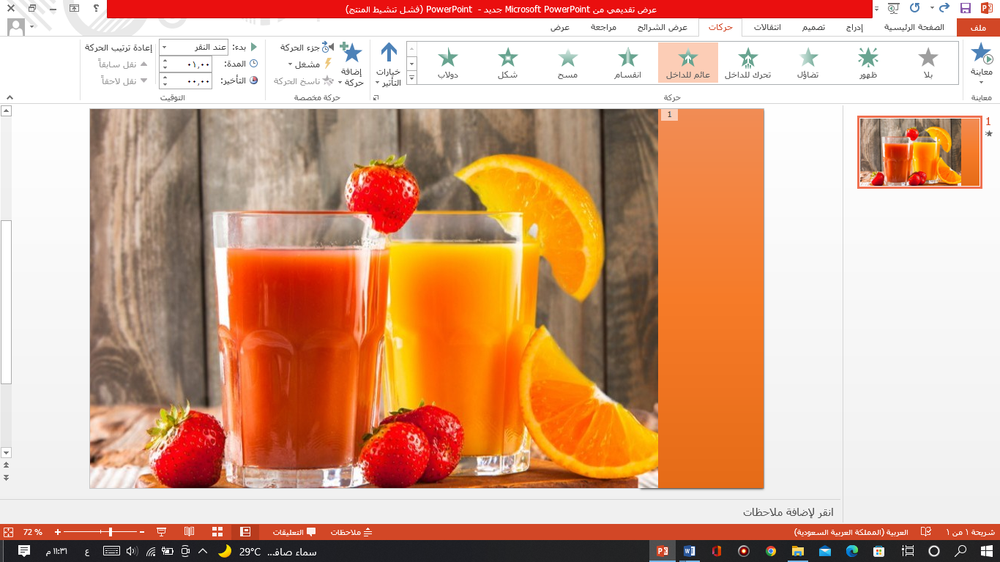 عرض تقديمي من Microsoft PowerPoint جديد - PowerPoint (فشل تنشيط المنتج)
ملف الصفحة الرئيسية إدراج تصميم انتقالات حركات عرض الشرائح مراجعة عرض
معاينة
معاينة
بلا
ظهور
تضاؤل
تحرك للداخل
عائم للداخل
انقسام
مسح
شكل
دولاب
حركة
خيارات التأثير
إضافة حركة
جزء الحركة
مشغل
ناسخ الحركة
حركة مخصصة
بدء: عند النقر
المدة: ٠١,٠٠
التأخير: ٠٠,٠٠
إعادة ترتيب الحركة
نقل سابقاً
نقل لاحقاً
التوقيت
1
1
انقر لإضافة ملاحظات
شريحة ١ من ١
العربية (المملكة العربية السعودية)
ملاحظات
التعليقات
72 %
29°C سماء صاف...
ع
١١:٣١ م